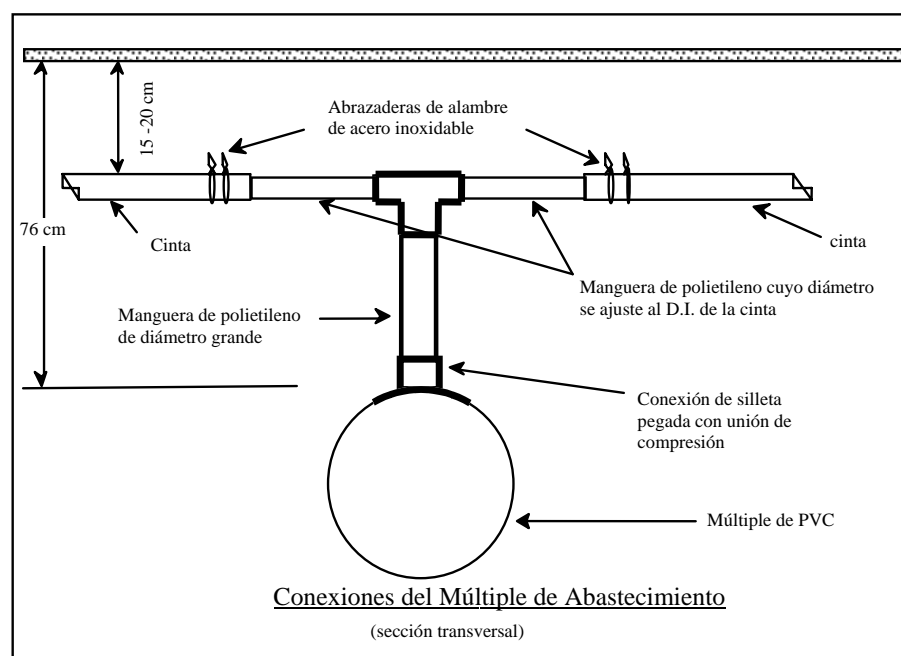 Abrazaderas de alambre
de acero inoxidable
15 -20 cm
76 cm
Cinta
cinta
Manguera de polietileno cuyo diámetro
se ajuste al D.I. de la cinta
Manguera de polietileno
de diámetro grande
Conexión de silleta
pegada con unión de
compresión
Múltiple de PVC
Conexiones del Múltiple de Abastecimiento
(sección transversal)